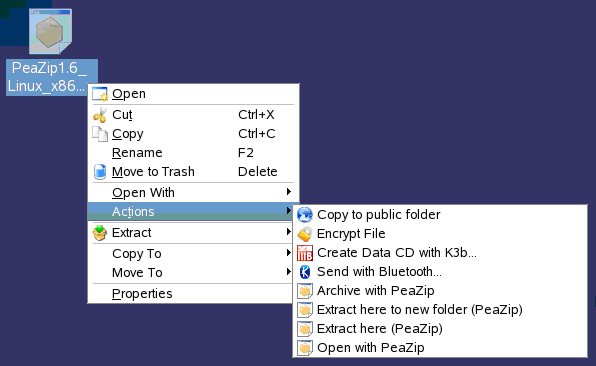 PeaZip1.6_
Linux_x86...
Open
Cut Ctrl+X
Copy Ctrl+C
Rename F2
Move to Trash Delete
Open With
Actions
Extract
Copy To
Move To
Properties
Copy to public folder
Encrypt File
Create Data CD with K3b...
Send with Bluetooth...
Archive with PeaZip
Extract here to new folder (PeaZip)
Extract here (PeaZip)
Open with PeaZip